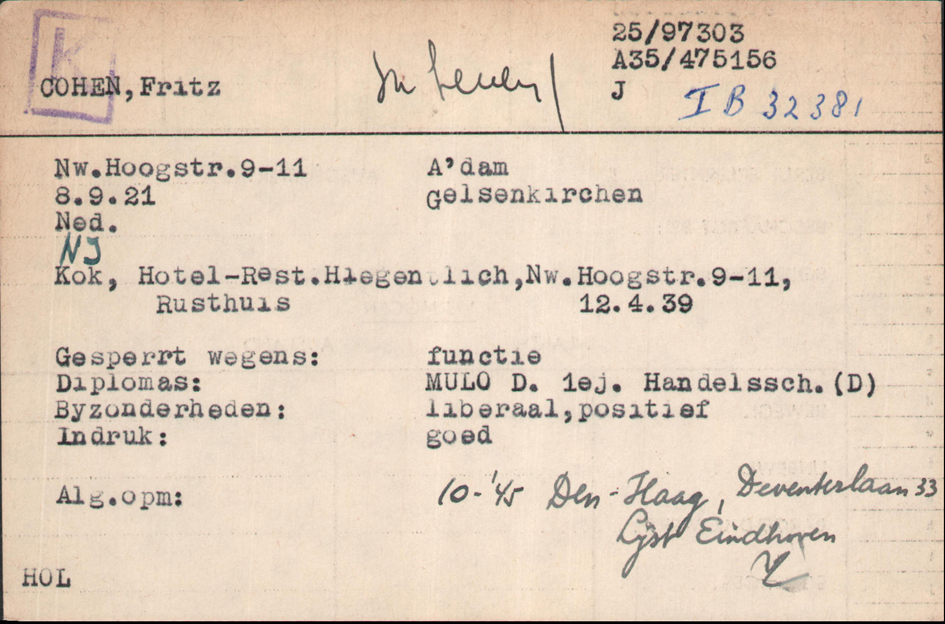 K
25/97303
A35/475156
COHEN,Fritz
J I B 32381
Nw.Hoogstr.9-11 A'dam
8.9.21 Gelsenkirchen
Ned.
NJ
Kok, Hotel-Rest.Hiegentlich,Nw.Hoogstr.9-11,
Rusthuis 12.4.39
Gesperrt wegens: functie
Diplomas: MULO D. 1ej. Handelssch.(D)
Byzonderheden: liberaal,positief
Indruk: goed
Alg.opm: 10-'45 Den-Haag, Deventerlaan 33
Lijst Eindhoven
HOL